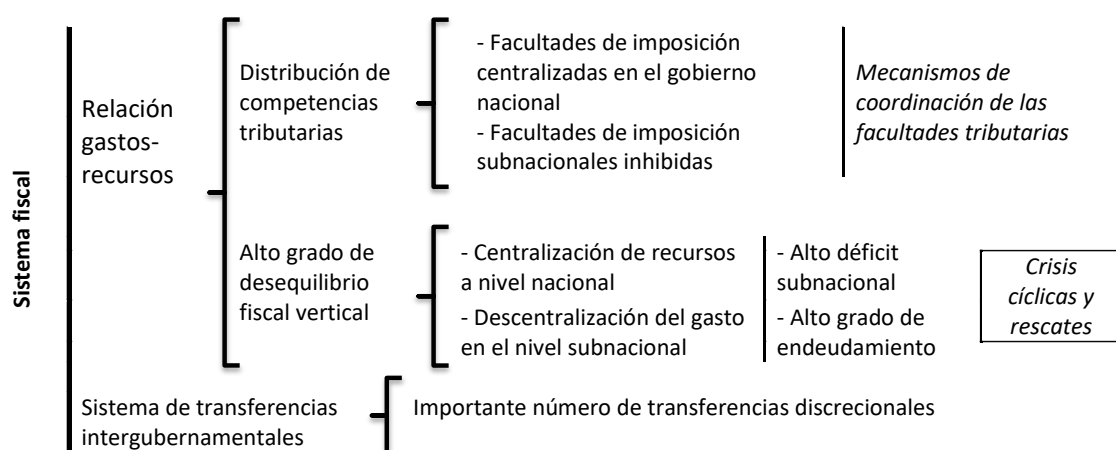 Sistema fiscal
Relación
gastos-
recursos
Distribución de
competencias
tributarias
- Facultades de imposición
centralizadas en el gobierno
nacional
- Facultades de imposición
subnacionales inhibidas
Mecanismos de
coordinación de las
facultades tributarias
Alto grado de
desequilibrio
fiscal vertical
- Centralización de recursos
a nivel nacional
- Descentralización del gasto
en el nivel subnacional
- Alto déficit
subnacional
- Alto grado de
endeudamiento
Crisis
cíclicas y
rescates
Sistema de transferencias
intergubernamentales
Importante número de transferencias discrecionales